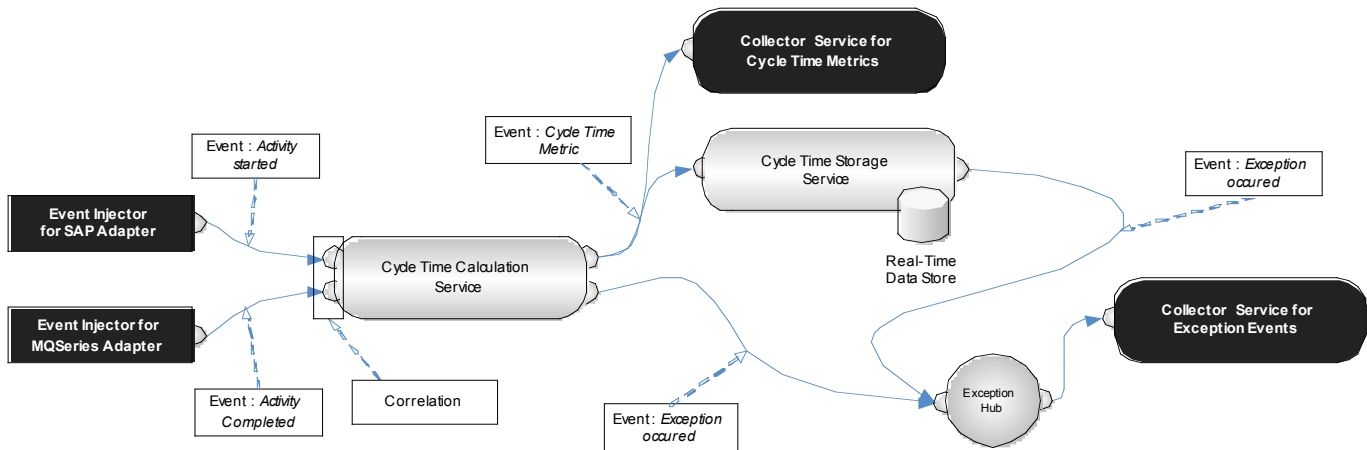 Collector Service for
Cycle Time Metrics
Event : Activity
started
Event : Cycle Time
Metric
Cycle Time Storage
Service
Event : Exception
occured
Event Injector
for SAP Adapter
Real-Time
Data Store
Cycle Time Calculation
Service
Event Injector for
MQSeries Adapter
Collector Service for
Exception Events
Event : Activity
Completed
Correlation
Event : Exception
occured
Exception
Hub